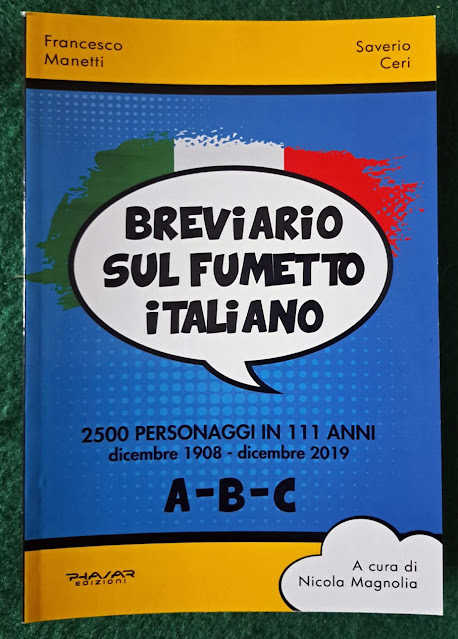 Francesco
Manetti
Saverio
Ceri
BREViARiO
SUL FUMETTO
iTALiANO
2500 PERSONAGGI IN 111 ANNI
dicembre 1908 - dicembre 2019
A-B-C
PHASAR
EDIZIONI
A cura di
Nicola Magnolia